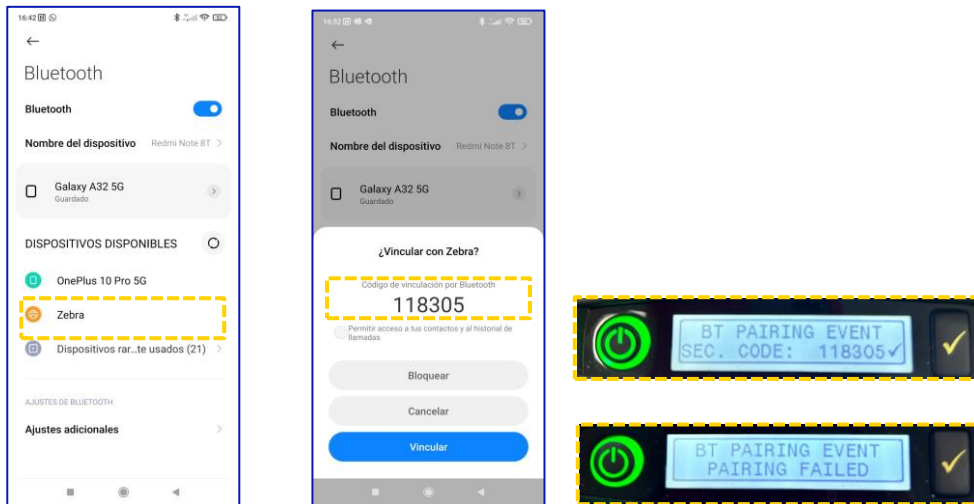 16:42
Bluetooth
Bluetooth
Nombre del dispositivo Redmi Note 8T >
Galaxy A32 5G
Guardado
DISPOSITIVOS DISPONIBLES
OnePlus 10 Pro 5G
Zebra
Dispositivos rar...te usados (21) >
AJUSTES DE BLUETOOTH
Ajustes adicionales >
16:52
Bluetooth
Bluetooth
Nombre del dispositivo Redmi Note 8T >
Galaxy A32 5G
Guardado
¿Vincular con Zebra?
Código de vinculación por Bluetooth
118305
Permitir acceso a tus contactos y al historial de
llamadas
Bloquear
Cancelar
Vincular
BT PAIRING EVENT
SEC. CODE: 118305✓
BT PAIRING EVENT
PAIRING FAILED